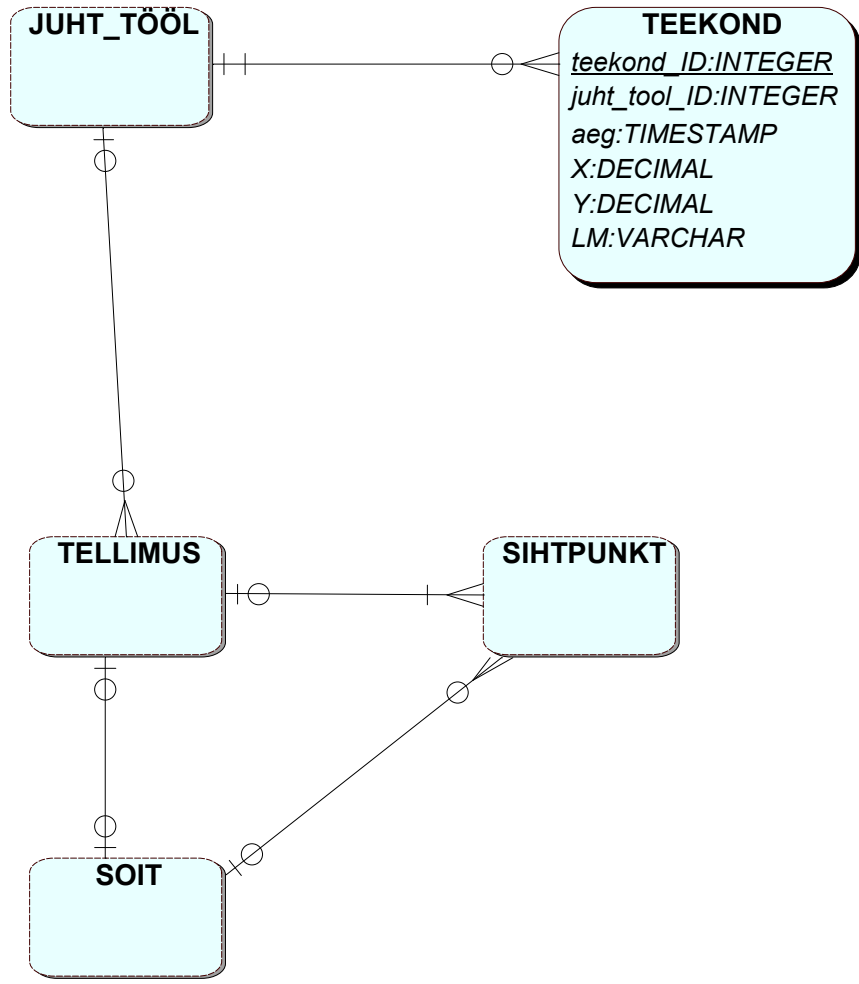 JUHT_TÖÖL
TEEKOND
teekond_ID:INTEGER
juht_tool_ID:INTEGER
aeg:TIMESTAMP
X:DECIMAL
Y:DECIMAL
LM:VARCHAR
TELLIMUS
SIHTPUNKT
SOIT